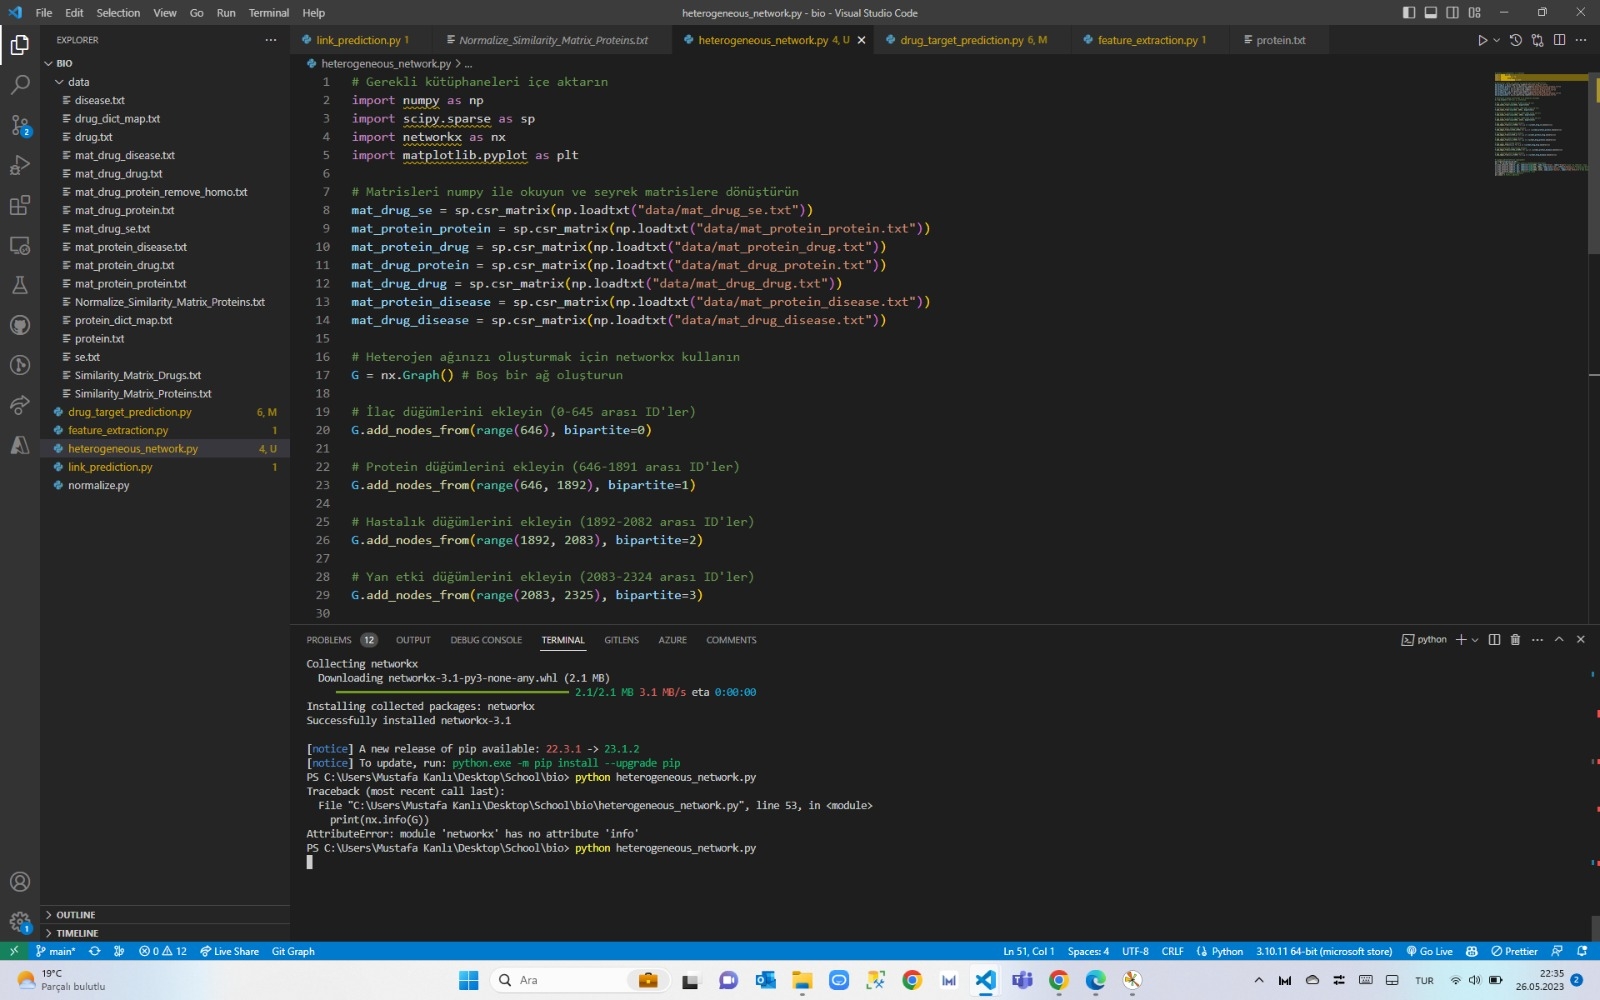 File Edit Selection View Go Run Terminal Help
heterogeneous_network.py - bio - Visual Studio Code
EXPLORER
BIO
data
disease.txt
drug_dict_map.txt
drug.txt
mat_drug_disease.txt
mat_drug_drug.txt
mat_drug_protein_remove_homo.txt
mat_drug_protein.txt
mat_drug_se.txt
mat_protein_disease.txt
mat_protein_drug.txt
mat_protein_protein.txt
Normalize_Similarity_Matrix_Proteins.txt
protein_dict_map.txt
protein.txt
se.txt
Similarity_Matrix_Drugs.txt
Similarity_Matrix_Proteins.txt
drug_target_prediction.py 6, M
feature_extraction.py 1
heterogeneous_network.py 4, U
link_prediction.py 1
normalize.py
OUTLINE
TIMELINE
link_prediction.py 1 Normalize_Similarity_Matrix_Proteins.txt heterogeneous_network.py 4, U drug_target_prediction.py 6, M feature_extraction.py 1 protein.txt
heterogeneous_network.py > ...
1 # Gerekli kütüphaneleri içe aktarın
2 import numpy as np
3 import scipy.sparse as sp
4 import networkx as nx
5 import matplotlib.pyplot as plt
6
7 # Matrisleri numpy ile okuyun ve seyrek matrislere dönüştürün
8 mat_drug_se = sp.csr_matrix(np.loadtxt("data/mat_drug_se.txt"))
9 mat_protein_protein = sp.csr_matrix(np.loadtxt("data/mat_protein_protein.txt"))
10 mat_protein_drug = sp.csr_matrix(np.loadtxt("data/mat_protein_drug.txt"))
11 mat_drug_protein = sp.csr_matrix(np.loadtxt("data/mat_drug_protein.txt"))
12 mat_drug_drug = sp.csr_matrix(np.loadtxt("data/mat_drug_drug.txt"))
13 mat_protein_disease = sp.csr_matrix(np.loadtxt("data/mat_protein_disease.txt"))
14 mat_drug_disease = sp.csr_matrix(np.loadtxt("data/mat_drug_disease.txt"))
15
16 # Heterojen ağınızı oluşturmak için networkx kullanın
17 G = nx.Graph() # Boş bir ağ oluşturun
18
19 # İlaç düğümlerini ekleyin (0-645 arası ID'ler)
20 G.add_nodes_from(range(646), bipartite=0)
21
22 # Protein düğümlerini ekleyin (646-1891 arası ID'ler)
23 G.add_nodes_from(range(646, 1892), bipartite=1)
24
25 # Hastalık düğümlerini ekleyin (1892-2082 arası ID'ler)
26 G.add_nodes_from(range(1892, 2083), bipartite=2)
27
28 # Yan etki düğümlerini ekleyin (2083-2324 arası ID'ler)
29 G.add_nodes_from(range(2083, 2325), bipartite=3)
30
PROBLEMS 12 OUTPUT DEBUG CONSOLE TERMINAL GITLENS AZURE COMMENTS
python
Collecting networkx
Downloading networkx-3.1-py3-none-any.whl (2.1 MB)
2.1/2.1 MB 3.1 MB/s eta 0:00:00
Installing collected packages: networkx
Successfully installed networkx-3.1
[notice] A new release of pip available: 22.3.1 -> 23.1.2
[notice] To update, run: python.exe -m pip install --upgrade pip
PS C:\Users\Mustafa Kanlı\Desktop\School\bio> python heterogeneous_network.py
Traceback (most recent call last):
File "C:\Users\Mustafa Kanlı\Desktop\School\bio\heterogeneous_network.py", line 53, in <module>
print(nx.info(G))
AttributeError: module 'networkx' has no attribute 'info'
PS C:\Users\Mustafa Kanlı\Desktop\School\bio> python heterogeneous_network.py
main* 0 12 Live Share Git Graph
Ln 51, Col 1 Spaces: 4 UTF-8 CRLF Python 3.10.11 64-bit (microsoft store) Go Live Prettier
19°C
Parçalı bulutlu
Ara
TUR
22:35
26.05.2023
2